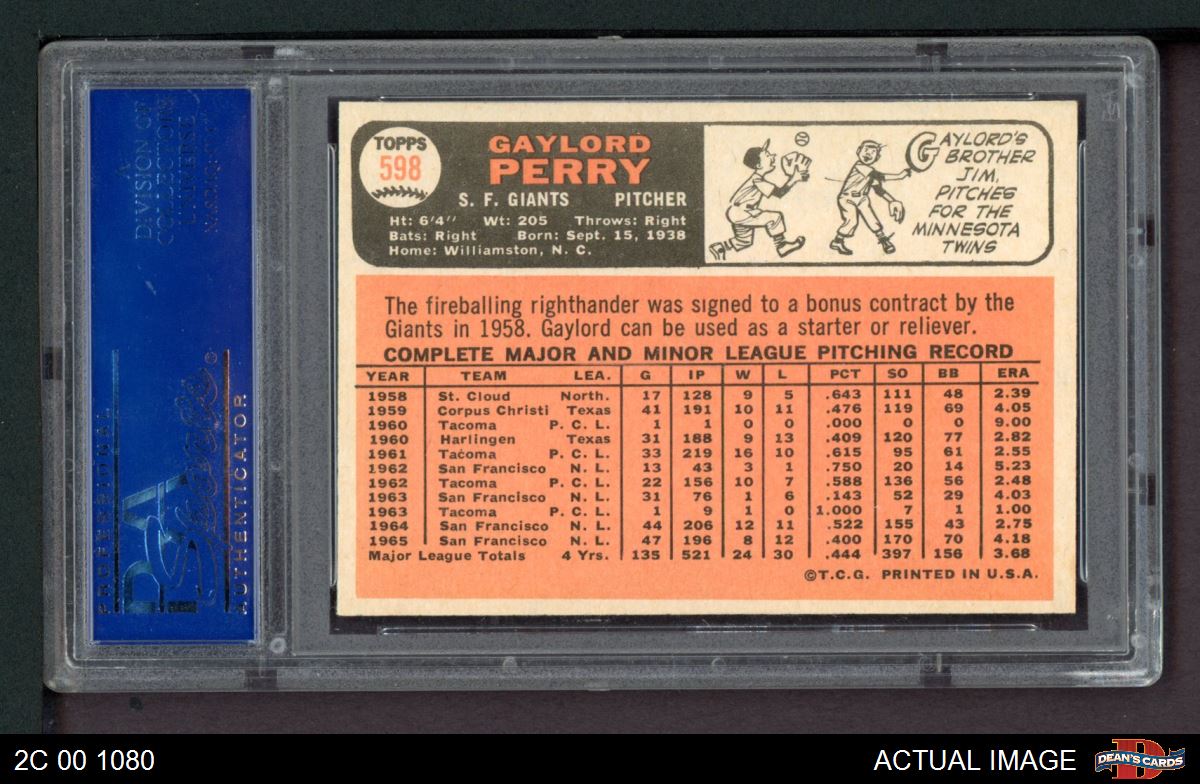 A
DIVISION OF
COLLECTORS
UNIVERSE
NASDAQ:CLCT
PROFESSIONAL
PSA
Sports
AUTHENTICATOR
TOPPS
598
GAYLORD
PERRY
S. F. GIANTS PITCHER
Ht: 6'4" Wt: 205 Throws: Right
Bats: Right Born: Sept. 15, 1938
Home: Williamston, N. C.
GAYLORD'S
BROTHER
JIM,
PITCHES
FOR THE
MINNESOTA
TWINS
The fireballing righthander was signed to a bonus contract by the
Giants in 1958. Gaylord can be used as a starter or reliever.
COMPLETE MAJOR AND MINOR LEAGUE PITCHING RECORD
YEAR TEAM LEA. G IP W L PCT SO BB ERA
1958 St. Cloud North. 17 128 9 5 .643 111 48 2.39
1959 Corpus Christi Texas 41 191 10 11 .476 119 69 4.05
1960 Tacoma P. C. L. 1 1 0 0 .000 0 0 9.00
1960 Harlingen Texas 31 188 9 13 .409 120 77 2.82
1961 Tacoma P. C. L. 33 219 16 10 .615 95 61 2.55
1962 San Francisco N. L. 13 43 3 1 .750 20 14 5.23
1962 Tacoma P. C. L. 22 156 10 7 .588 136 56 2.48
1963 San Francisco N. L. 31 76 1 6 .143 52 29 4.03
1963 Tacoma P. C. L. 1 9 1 0 1.000 7 1 1.00
1964 San Francisco N. L. 44 206 12 11 .522 155 43 2.75
1965 San Francisco N. L. 47 196 8 12 .400 170 70 4.18
Major League Totals 4 Yrs. 135 521 24 30 .444 397 156 3.68
©T.C.G. PRINTED IN U.S.A.
2C 00 1080
ACTUAL IMAGE
D
DEAN'S CARDS